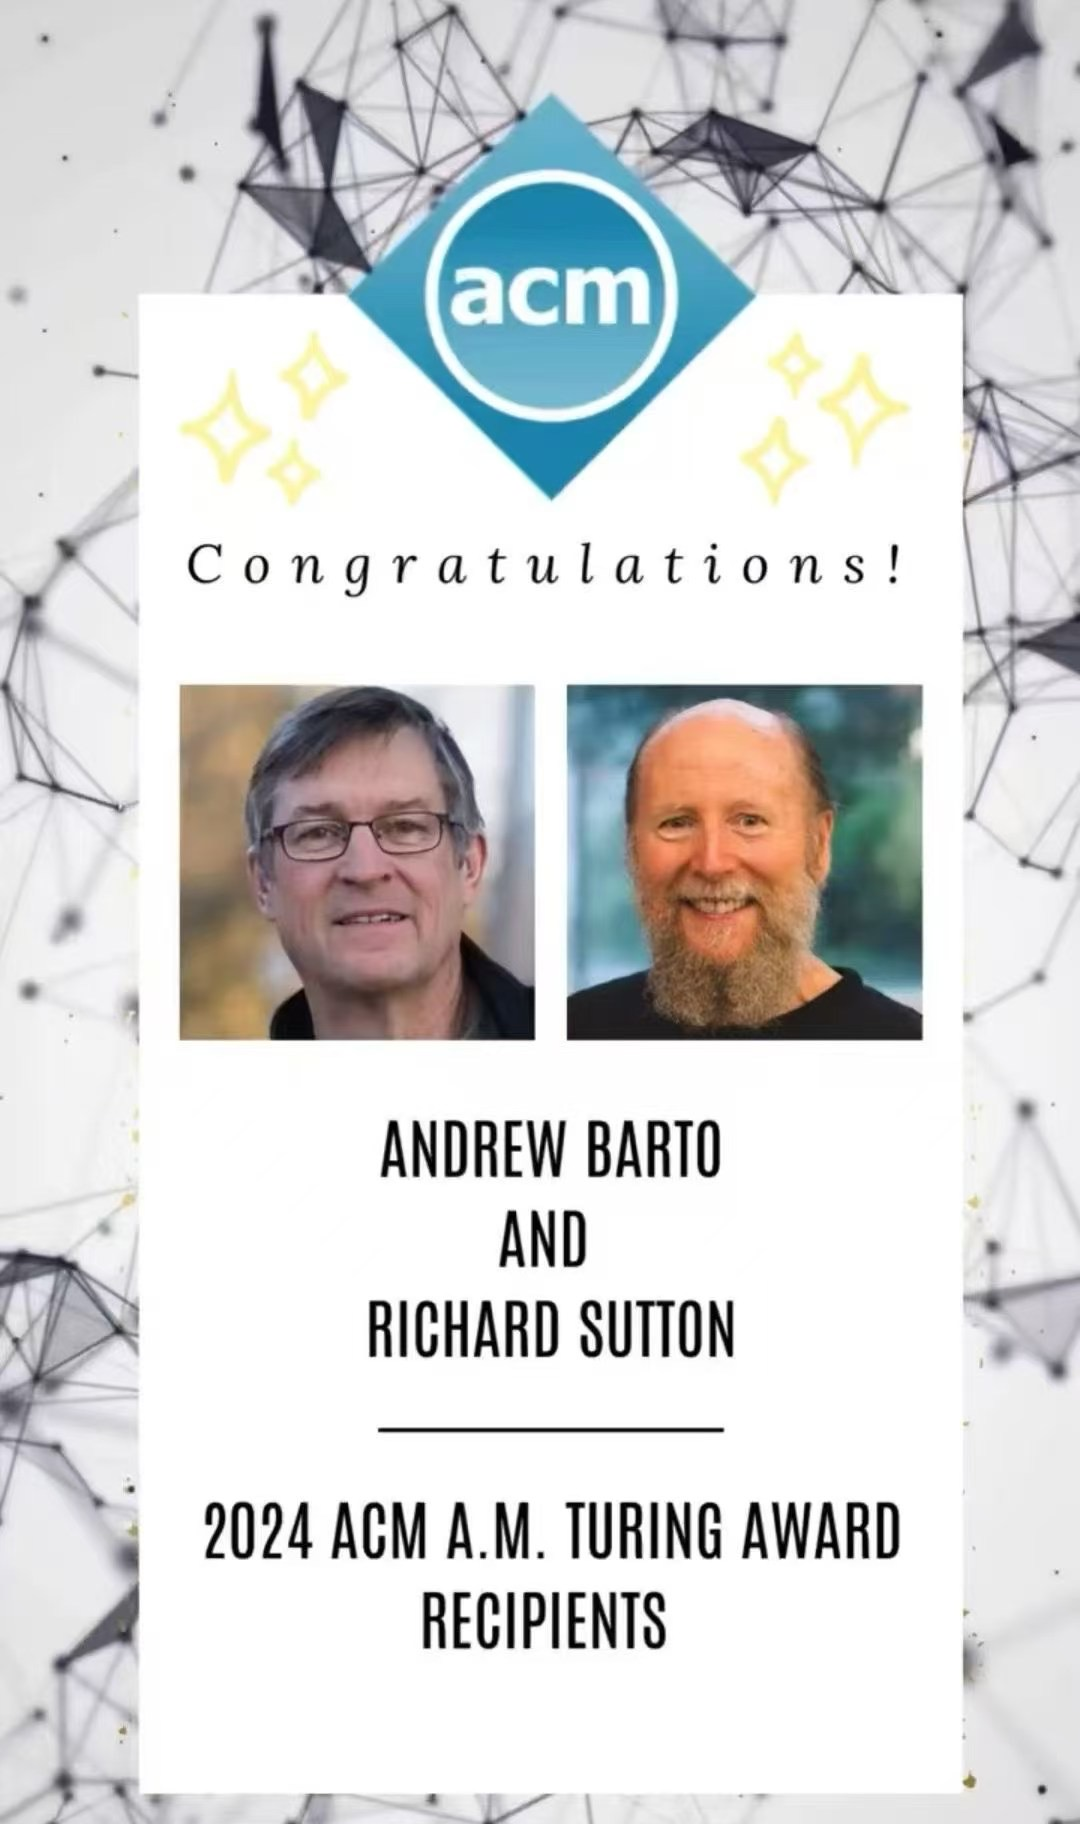 acm
Congratulations!
ANDREW BARTO
AND
RICHARD SUTTON
2024 ACM A.M. TURING AWARD
RECIPIENTS